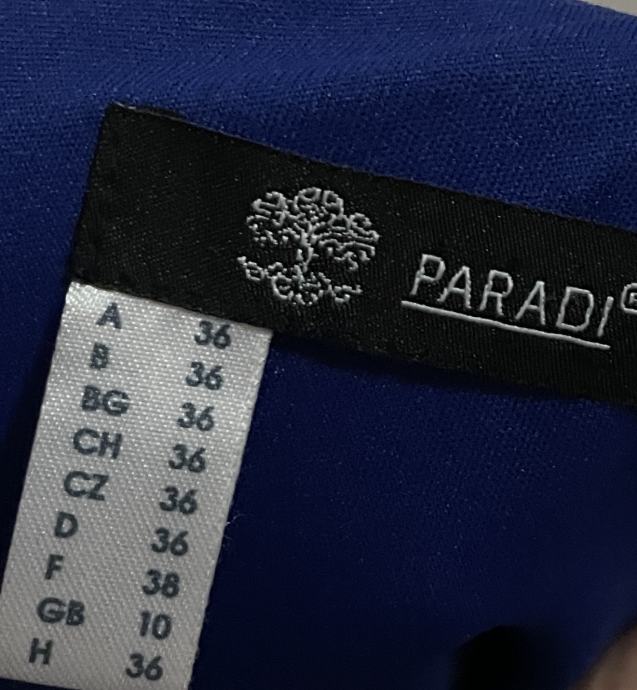 PARADI®
A 36
B 36
BG 36
CH 36
CZ 36
D 36
F 38
GB 10
H 36